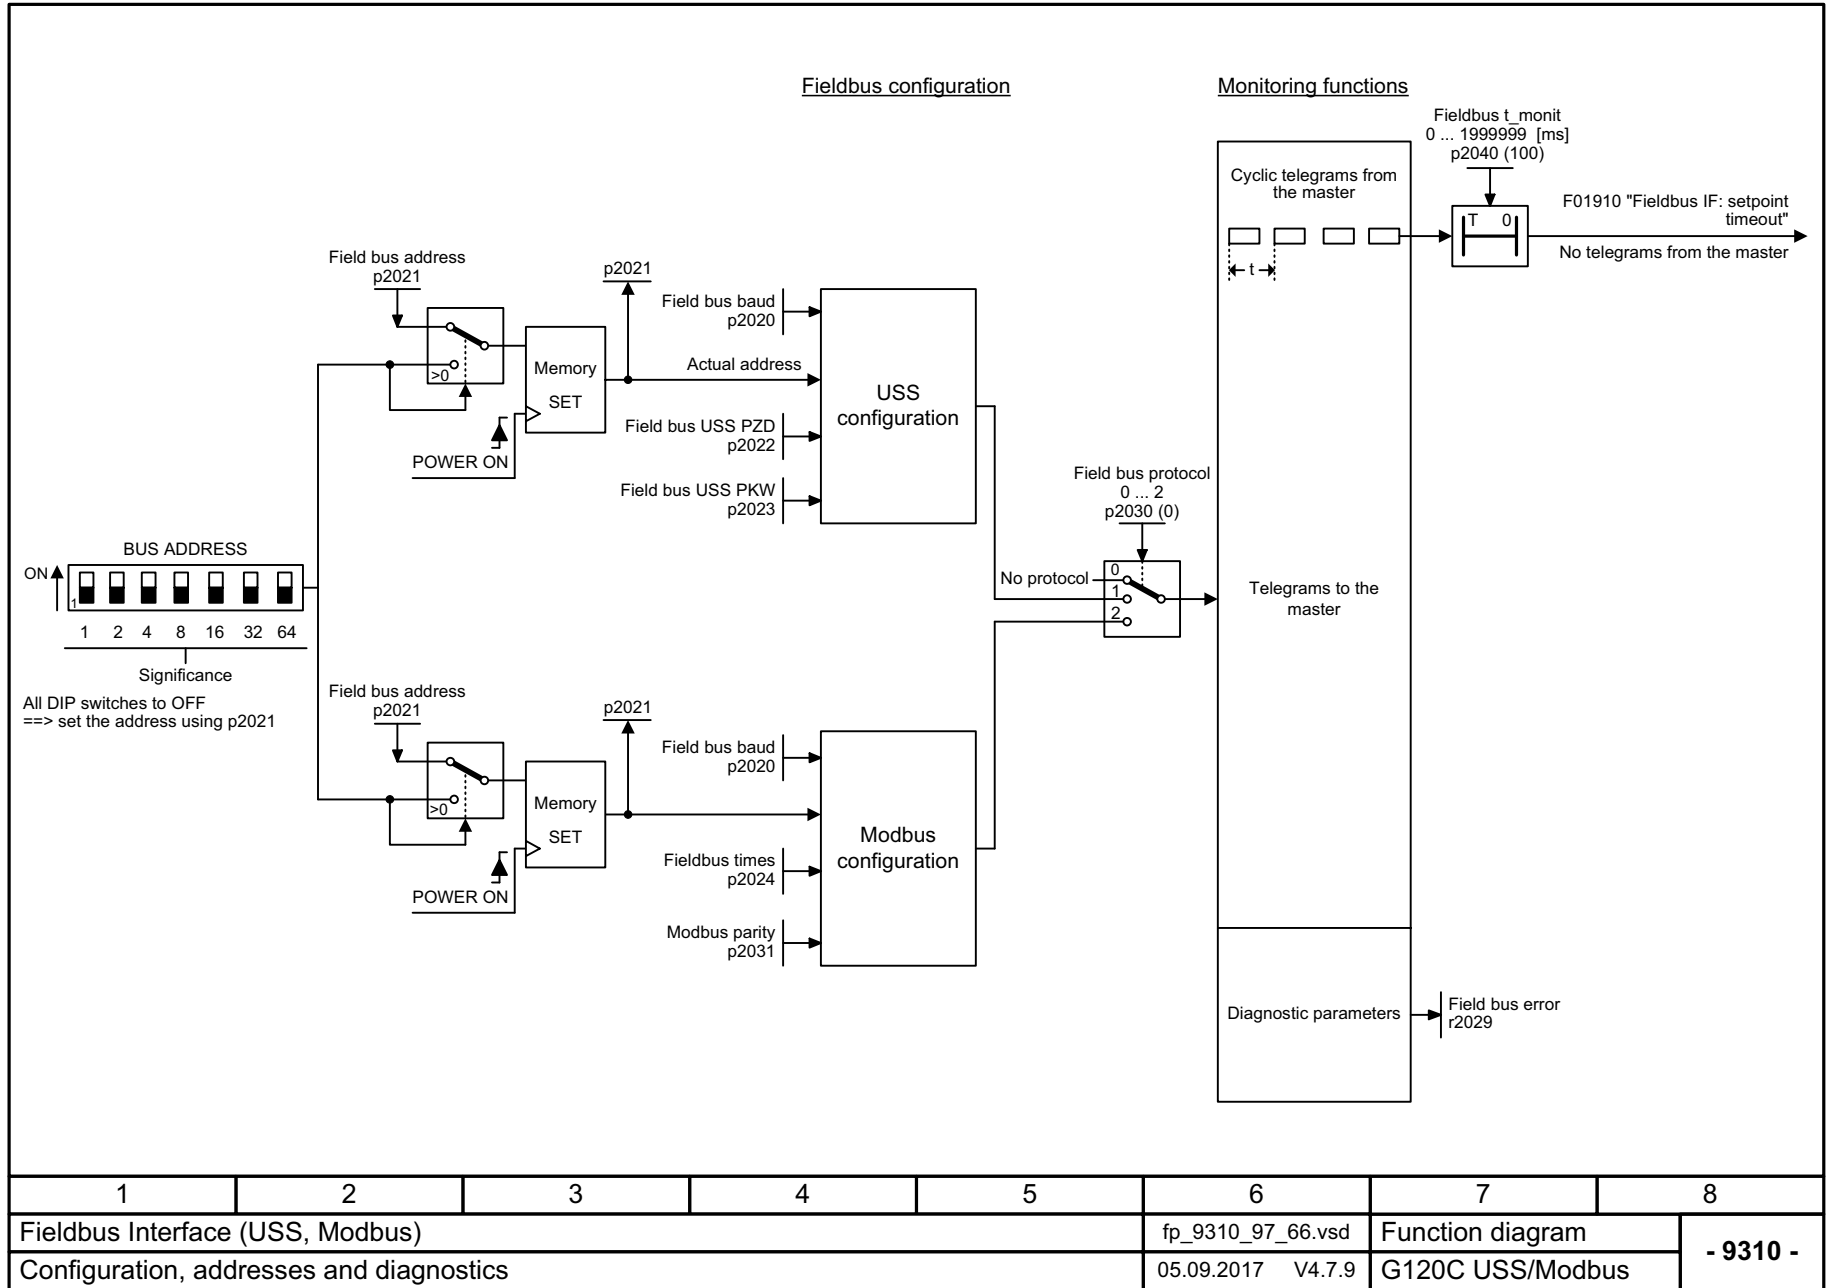 Fieldbus configuration
Monitoring functions
Fieldbus t_monit
0 ... 1999999 [ms]
p2040 (100)
Cyclic telegrams from
the master
T 0
F01910 "Fieldbus IF: setpoint
timeout"
No telegrams from the master
t
Field bus address
p2021
>0
Memory
SET
POWER ON
p2021
Field bus baud
p2020
Actual address
Field bus USS PZD
p2022
Field bus USS PKW
p2023
USS
configuration
BUS ADDRESS
ON
1
1 2 4 8 16 32 64
Significance
All DIP switches to OFF
==> set the address using p2021
Field bus protocol
0 ... 2
p2030 (0)
No protocol
0
1
2
Telegrams to the
master
Field bus address
p2021
>0
Memory
SET
POWER ON
p2021
Field bus baud
p2020
Fieldbus times
p2024
Modbus parity
p2031
Modbus
configuration
Diagnostic parameters
Field bus error
r2029
1 2 3 4 5 6 7 8
Fieldbus Interface (USS, Modbus)
fp_9310_97_66.vsd
Function diagram
- 9310 -
Configuration, addresses and diagnostics
05.09.2017 V4.7.9
G120C USS/Modbus